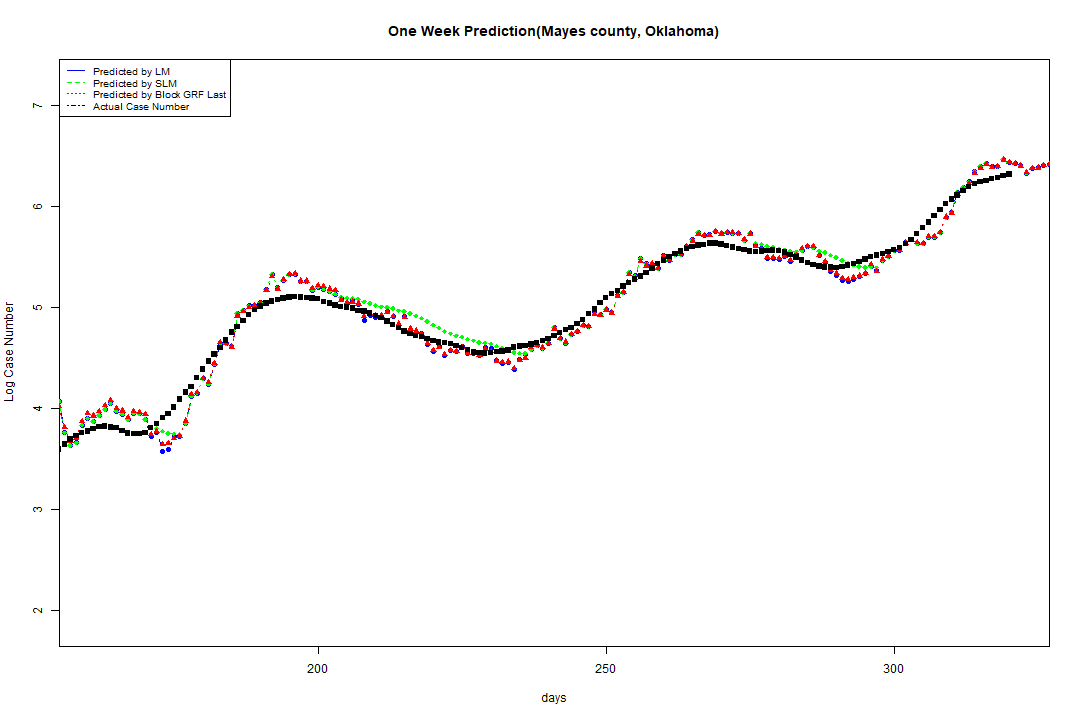 One Week Prediction(Mayes county, Oklahoma)
Predicted by LM
Predicted by SLM
Predicted by Block GRF Last
Actual Case Number
7
6
5
4
3
2
Log Case Number
200
250
300
days